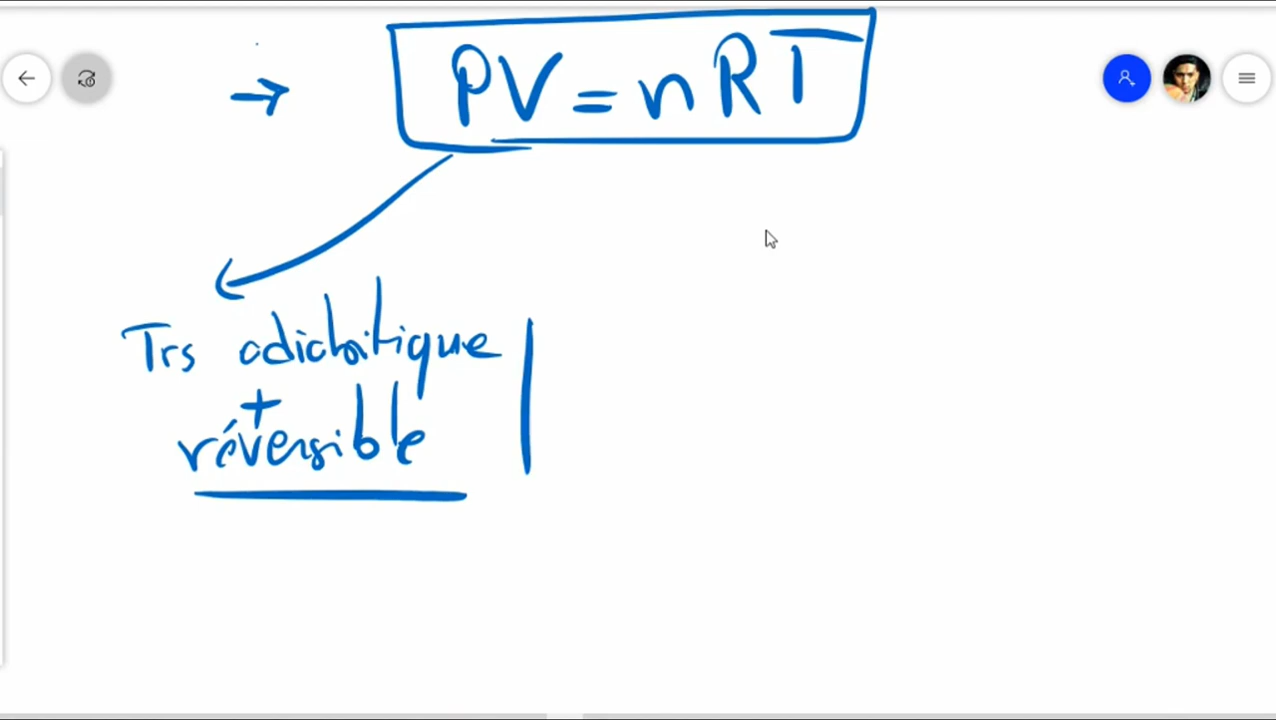 → PV = nRT
Trs adiabatique
+
réversible